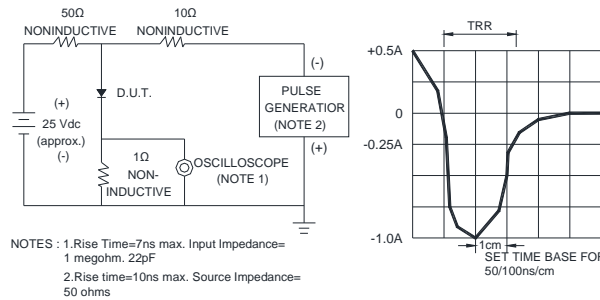 50Ω
NONINDUCTIVE
10Ω
NONINDUCTIVE
(+)
25 Vdc
(approx.)
(-)
D.U.T.
1Ω
NON-
INDUCTIVE
OSCILLOSCOPE
(NOTE 1)
(-)
PULSE
GENERATIOR
(NOTE 2)
(+)
NOTES : 1.Rise Time=7ns max. Input Impedance=
1 megohm. 22pF
2.Rise time=10ns max. Source Impedance=
50 ohms
TRR
+0.5A
0
-0.25A
-1.0A
1cm
SET TIME BASE FOR
50/100ns/cm